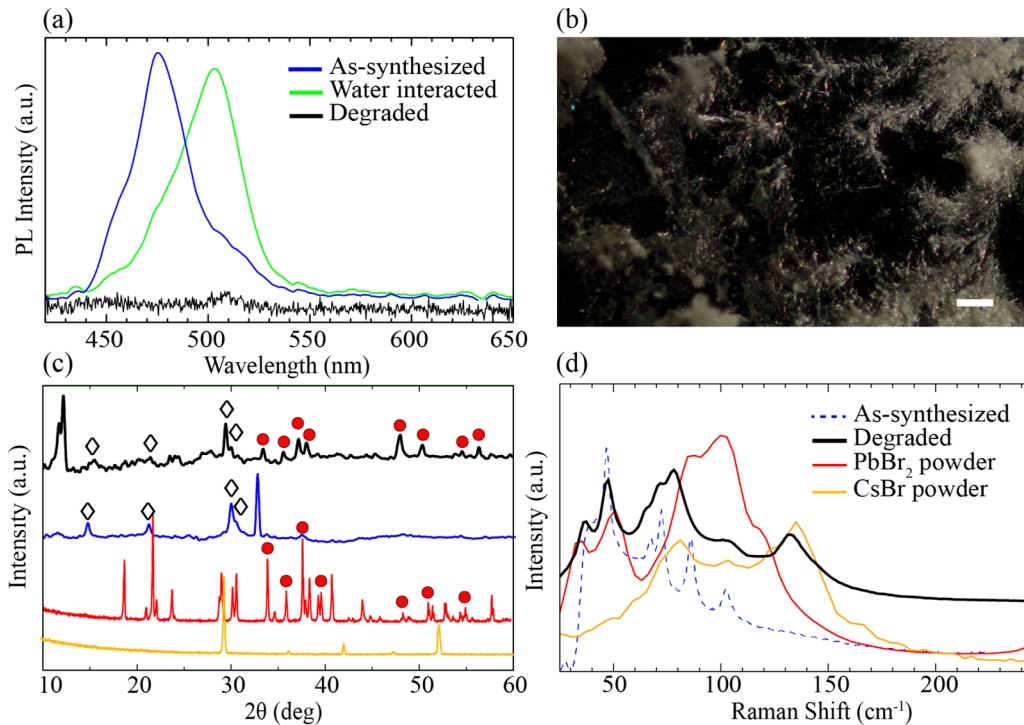 (a)
PL Intensity (a.u.)
As-synthesized
Water interacted
Degraded
450 500 550 600 650
Wavelength (nm)
(b)
(c)
Intensity (a.u.)
10 20 30 40 50 60
2θ (deg)
(d)
Intensity (a.u.)
As-synthesized
Degraded
PbBr₂ powder
CsBr powder
50 100 150 200
Raman Shift (cm⁻¹)